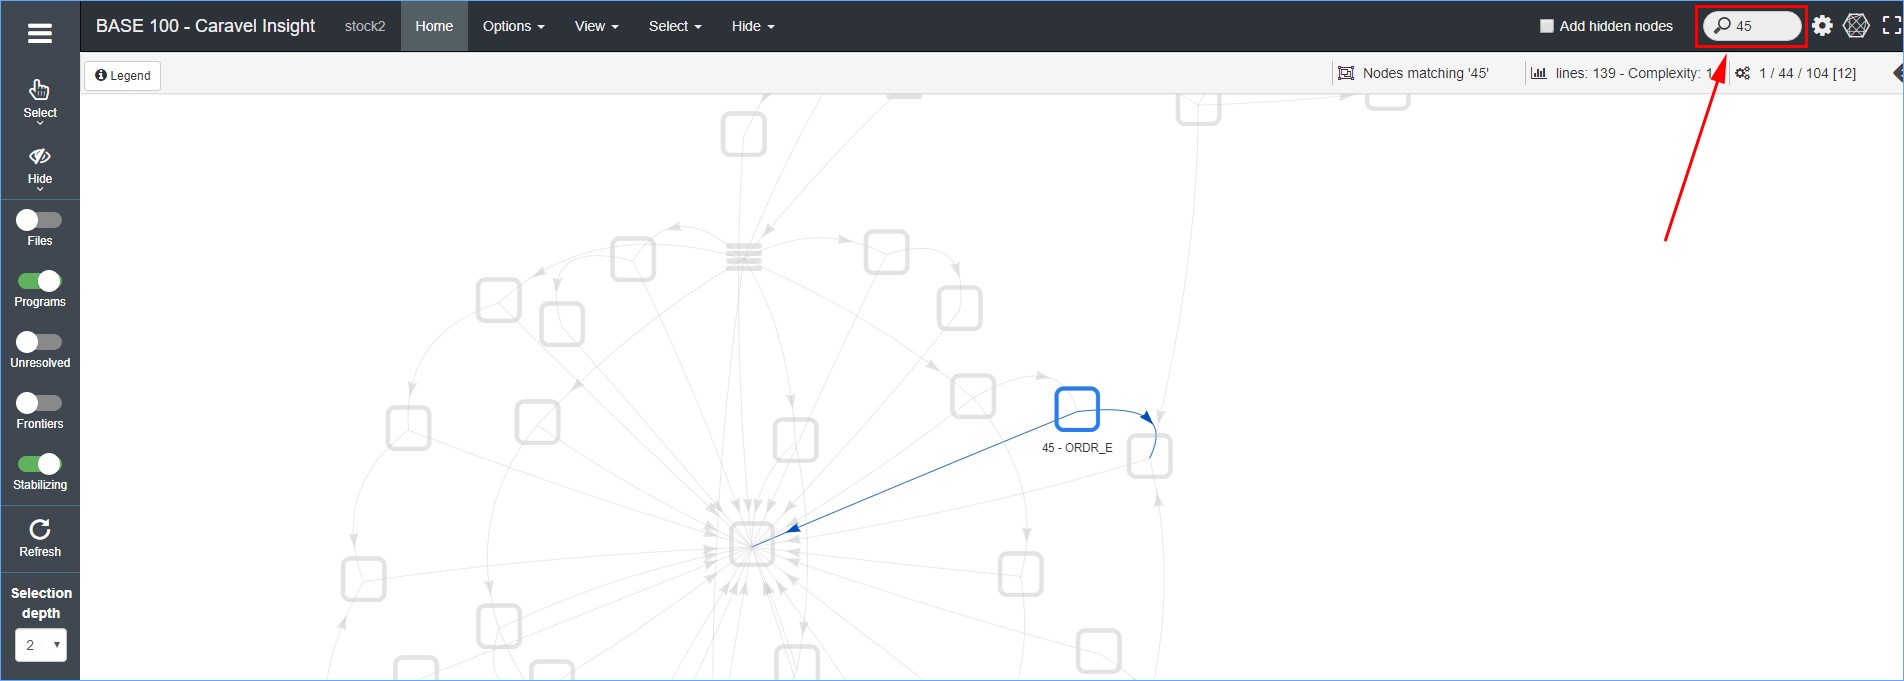 BASE 100 - Caravel Insight stock2 Home Options View Select Hide Add hidden nodes 45
Legend Nodes matching '45' lines: 139 - Complexity: 1 1 / 44 / 104 [12]
Select
Hide
Files
Programs
Unresolved
Frontiers
Stabilizing
Refresh
Selection
depth
2
45 - ORDR_E